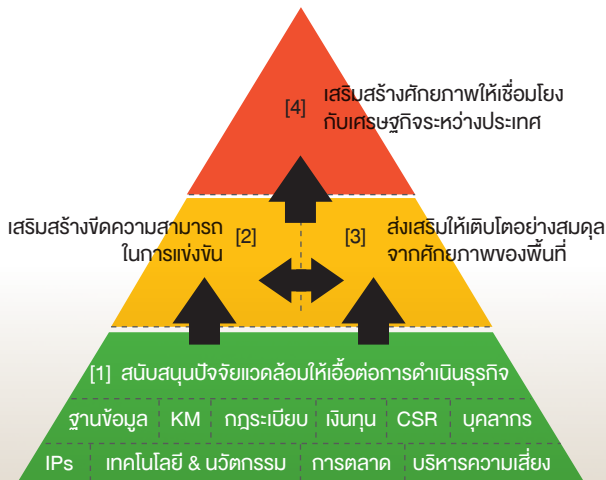 [4] เสริมสร้างศักยภาพให้เชื่อมโยง
กับเศรษฐกิจระหว่างประเทศ
เสริมสร้างขีดความสามารถ
ในการแข่งขัน
[2]
[3]
ส่งเสริมให้เติบโตอย่างสมดุล
จากศักยภาพของพื้นที่
[1] สนับสนุนปัจจัยแวดล้อมให้เอื้อต่อการดำเนินธุรกิจ
ฐานข้อมูล KM กฎระเบียบ เงินทุน CSR บุคลากร
IPs เทคโนโลยี & นวัตกรรม การตลาด บริหารความเสี่ยง